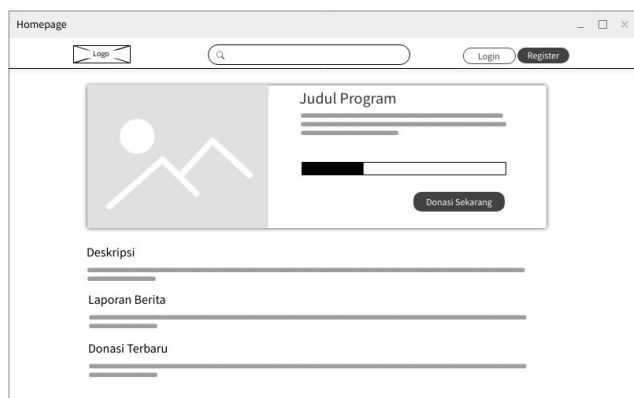 Homepage
Logo
Login
Register
Judul Program
Donasi Sekarang
Deskripsi
Laporan Berita
Donasi Terbaru